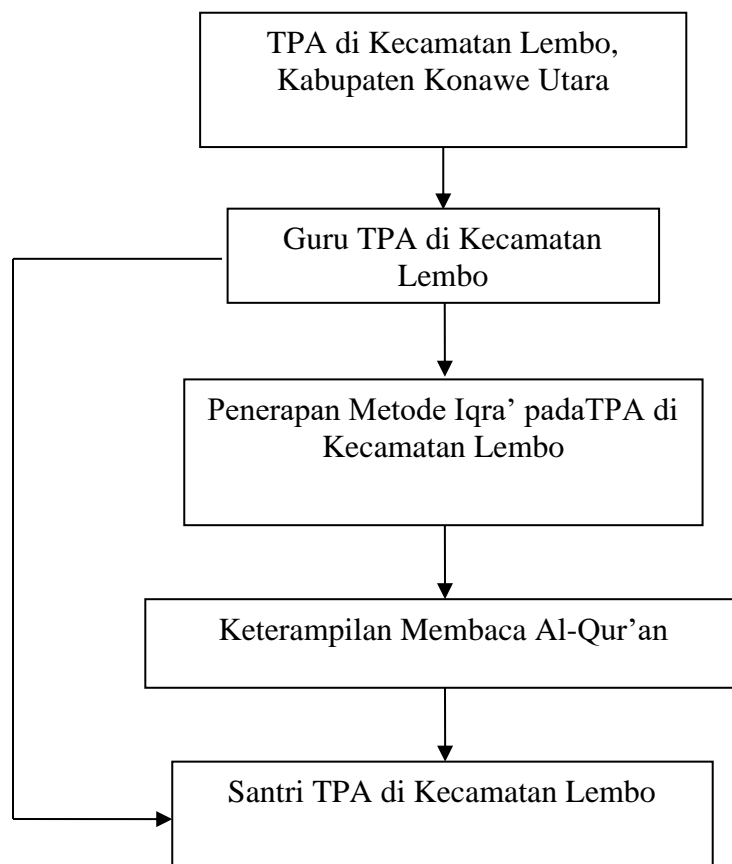 TPA di Kecamatan Lembo,
Kabupaten Konawe Utara
Guru TPA di Kecamatan
Lembo
Penerapan Metode Iqra’ padaTPA di
Kecamatan Lembo
Keterampilan Membaca Al-Qur’an
Santri TPA di Kecamatan Lembo